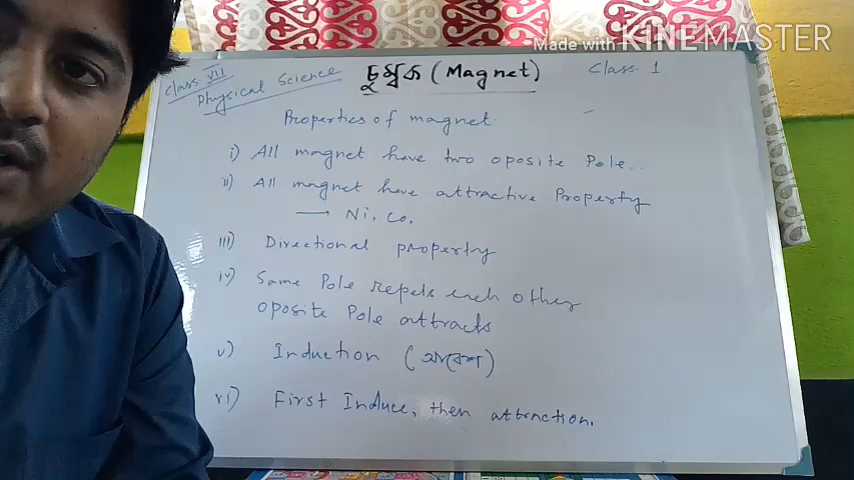 Made with KINEMASTER
Class VII
Physical Science
চুম্বক (Magnet)
Class 1
Properties of magnet.
i) All magnet have two oposite Pole..
ii) All magnet have attractive Property
→ Ni, Co,
iii) Directional property
iv) Same Pole repels each other
oposite Pole attracts
v) Induction (আবেশ)
vi) First Induce, then attraction.